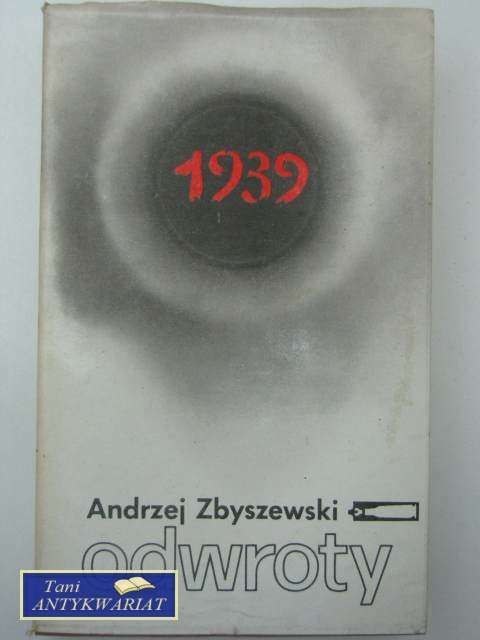 1939
Andrzej Zbyszewski
odwroty
Tani
ANTYKWARIAT